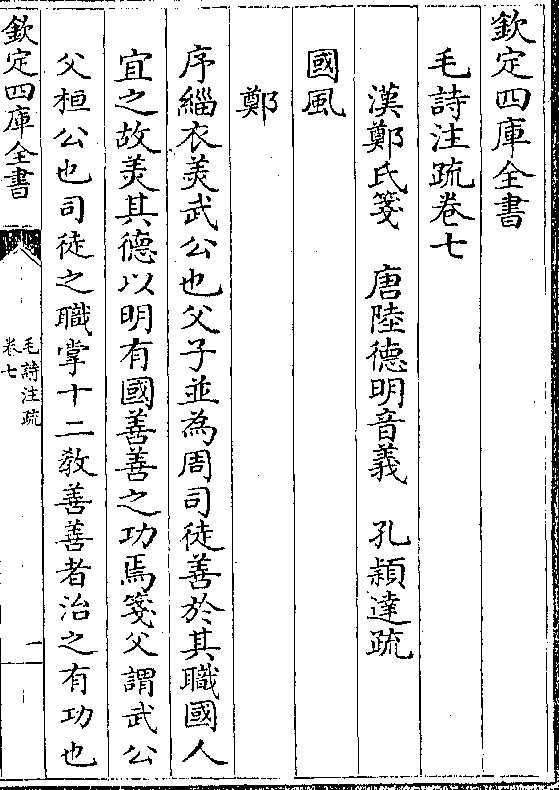 欽定四庫全書
毛詩注疏卷七
漢鄭氏箋　唐陸德明音義　孔穎達疏
國風
鄭
序緇衣美武公也父子並為周司徒善於其職國人
宜之故美其德以明有國善善之功焉箋父謂武公
父桓公也司徒之職掌十二教善善者治之有功也
欽定四庫全書
毛詩注疏
卷七
一